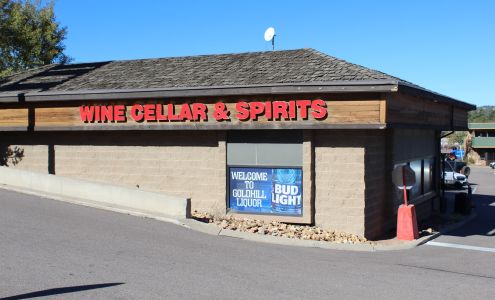 WINE CELLAR & SPIRITS
WELCOME
TO
GOLDHILL
LIQUOR
BUD
LIGHT